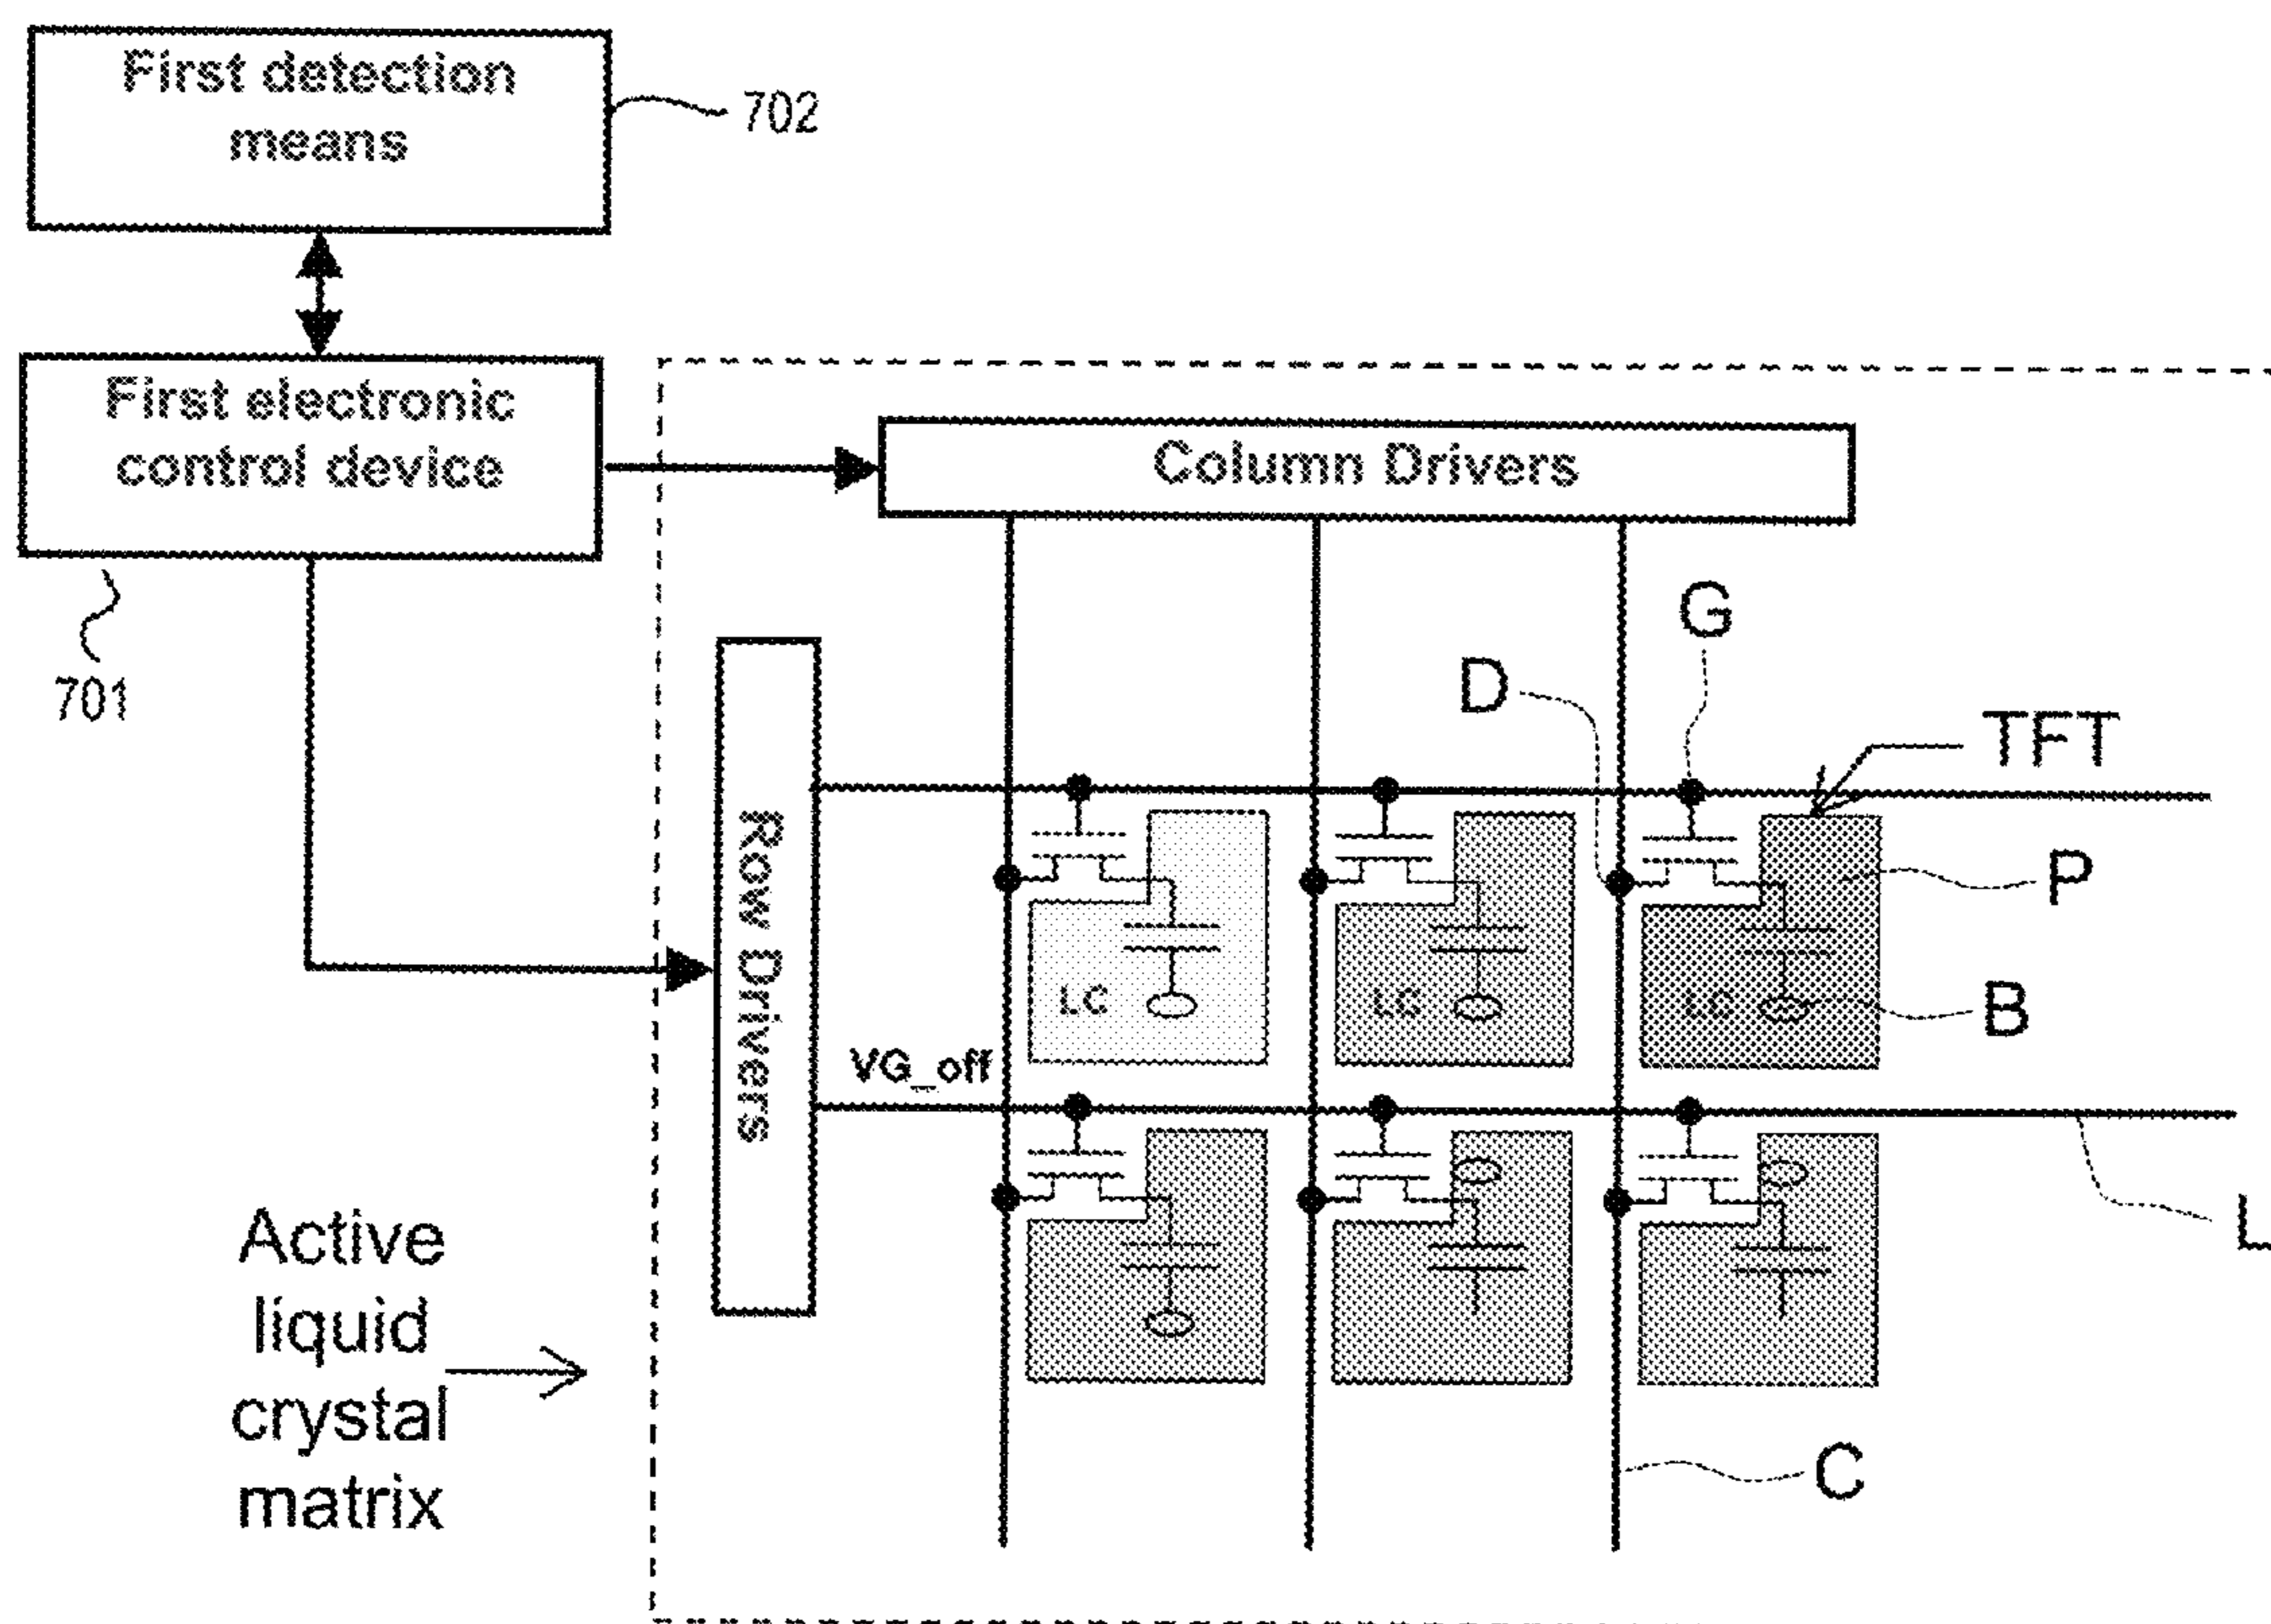 First detection
means
702
First electronic
control device
701
Column Drivers
G
D
TFT
Row Drivers
P
LC
LC
LC
B
VG_off
L
Active
liquid
crystal
matrix
C